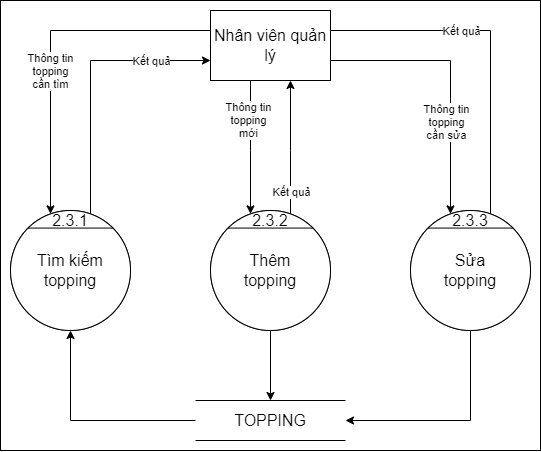 Nhân viên quản
lý
Thông tin
topping
cần tìm
Kết quả
Thông tin
topping
mới
Kết quả
Thông tin
topping
cần sửa
Kết quả
2.3.1
Tìm kiếm
topping
2.3.2
Thêm
topping
2.3.3
Sửa
topping
TOPPING